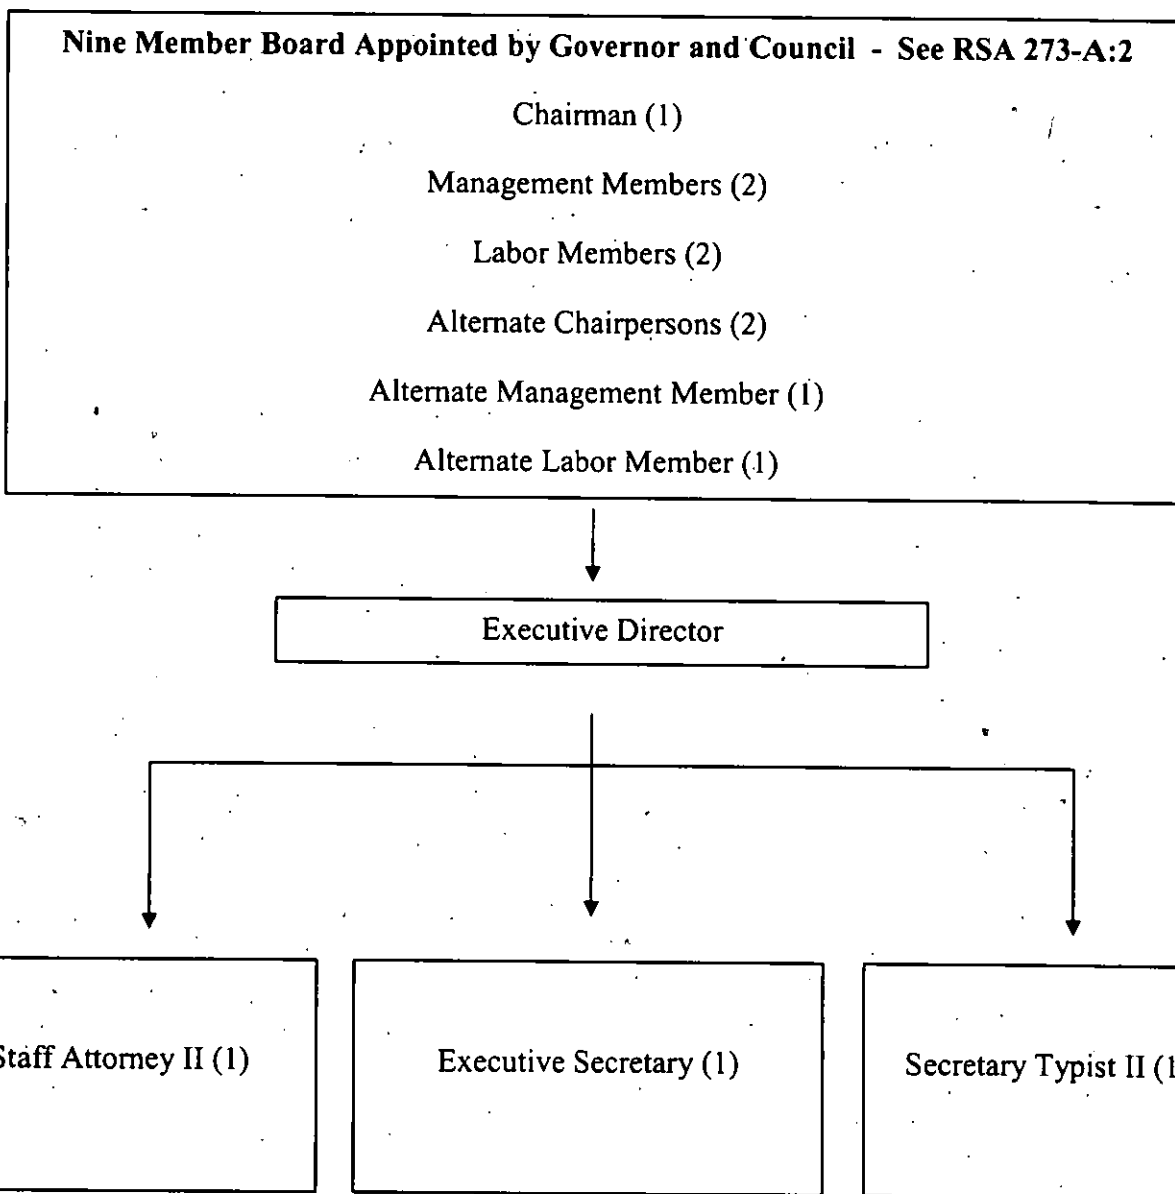 Nine Member Board Appointed by Governor and Council - See RSA 273-A:2
Chairman (1)
Management Members (2)
Labor Members (2)
Alternate Chairpersons (2)
Alternate Management Member (1)
Alternate Labor Member (1)
Executive Director
Staff Attorney II (1)
Executive Secretary (1)
Secretary Typist II (1